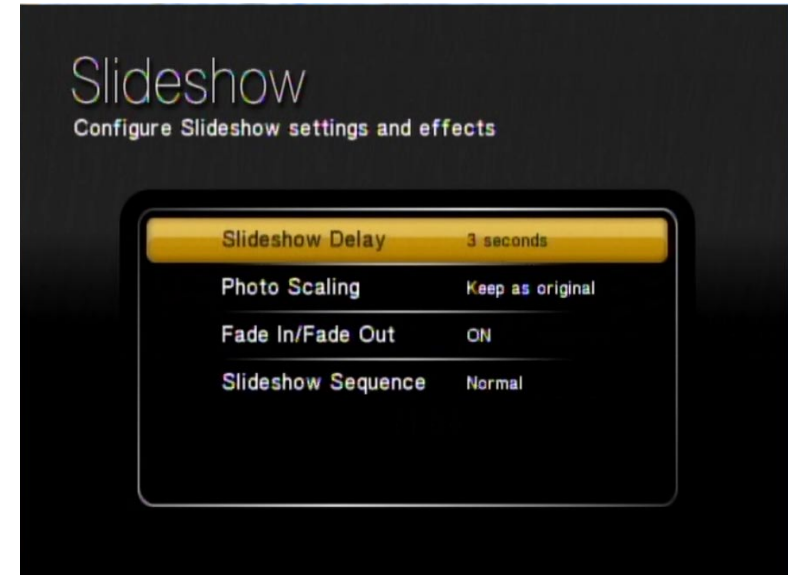 Slideshow
Configure Slideshow settings and effects
Slideshow Delay 3 seconds
Photo Scaling Keep as original
Fade In/Fade Out ON
Slideshow Sequence Normal